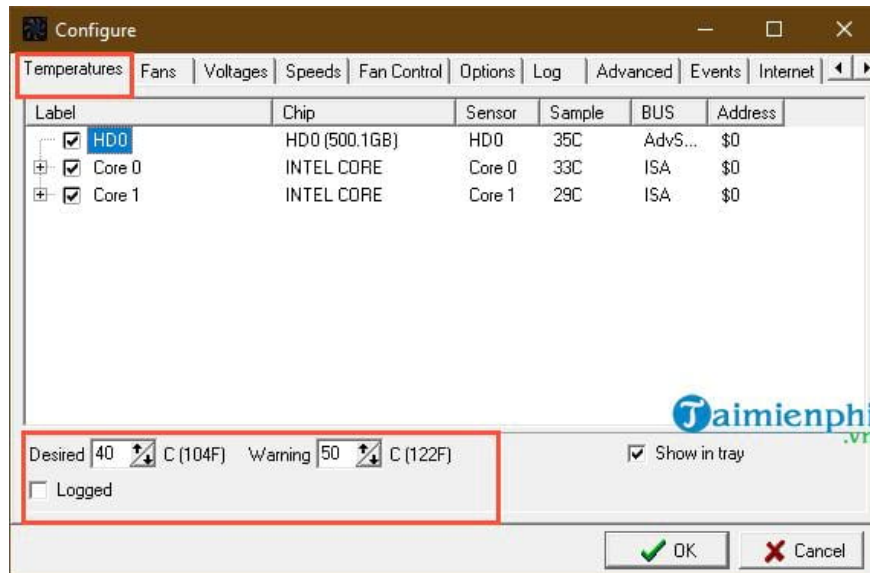 Configure
Temperatures Fans Voltages Speeds Fan Control Options Log Advanced Events Internet
Label Chip Sensor Sample BUS Address
HD0 HD0 (500.1GB) HD0 35C AdvS... $0
Core 0 INTEL CORE Core 0 33C ISA $0
Core 1 INTEL CORE Core 1 29C ISA $0
Taimienphi
.vn
Desired 40 C (104F) Warning 50 C (122F) Show in tray
Logged
OK Cancel